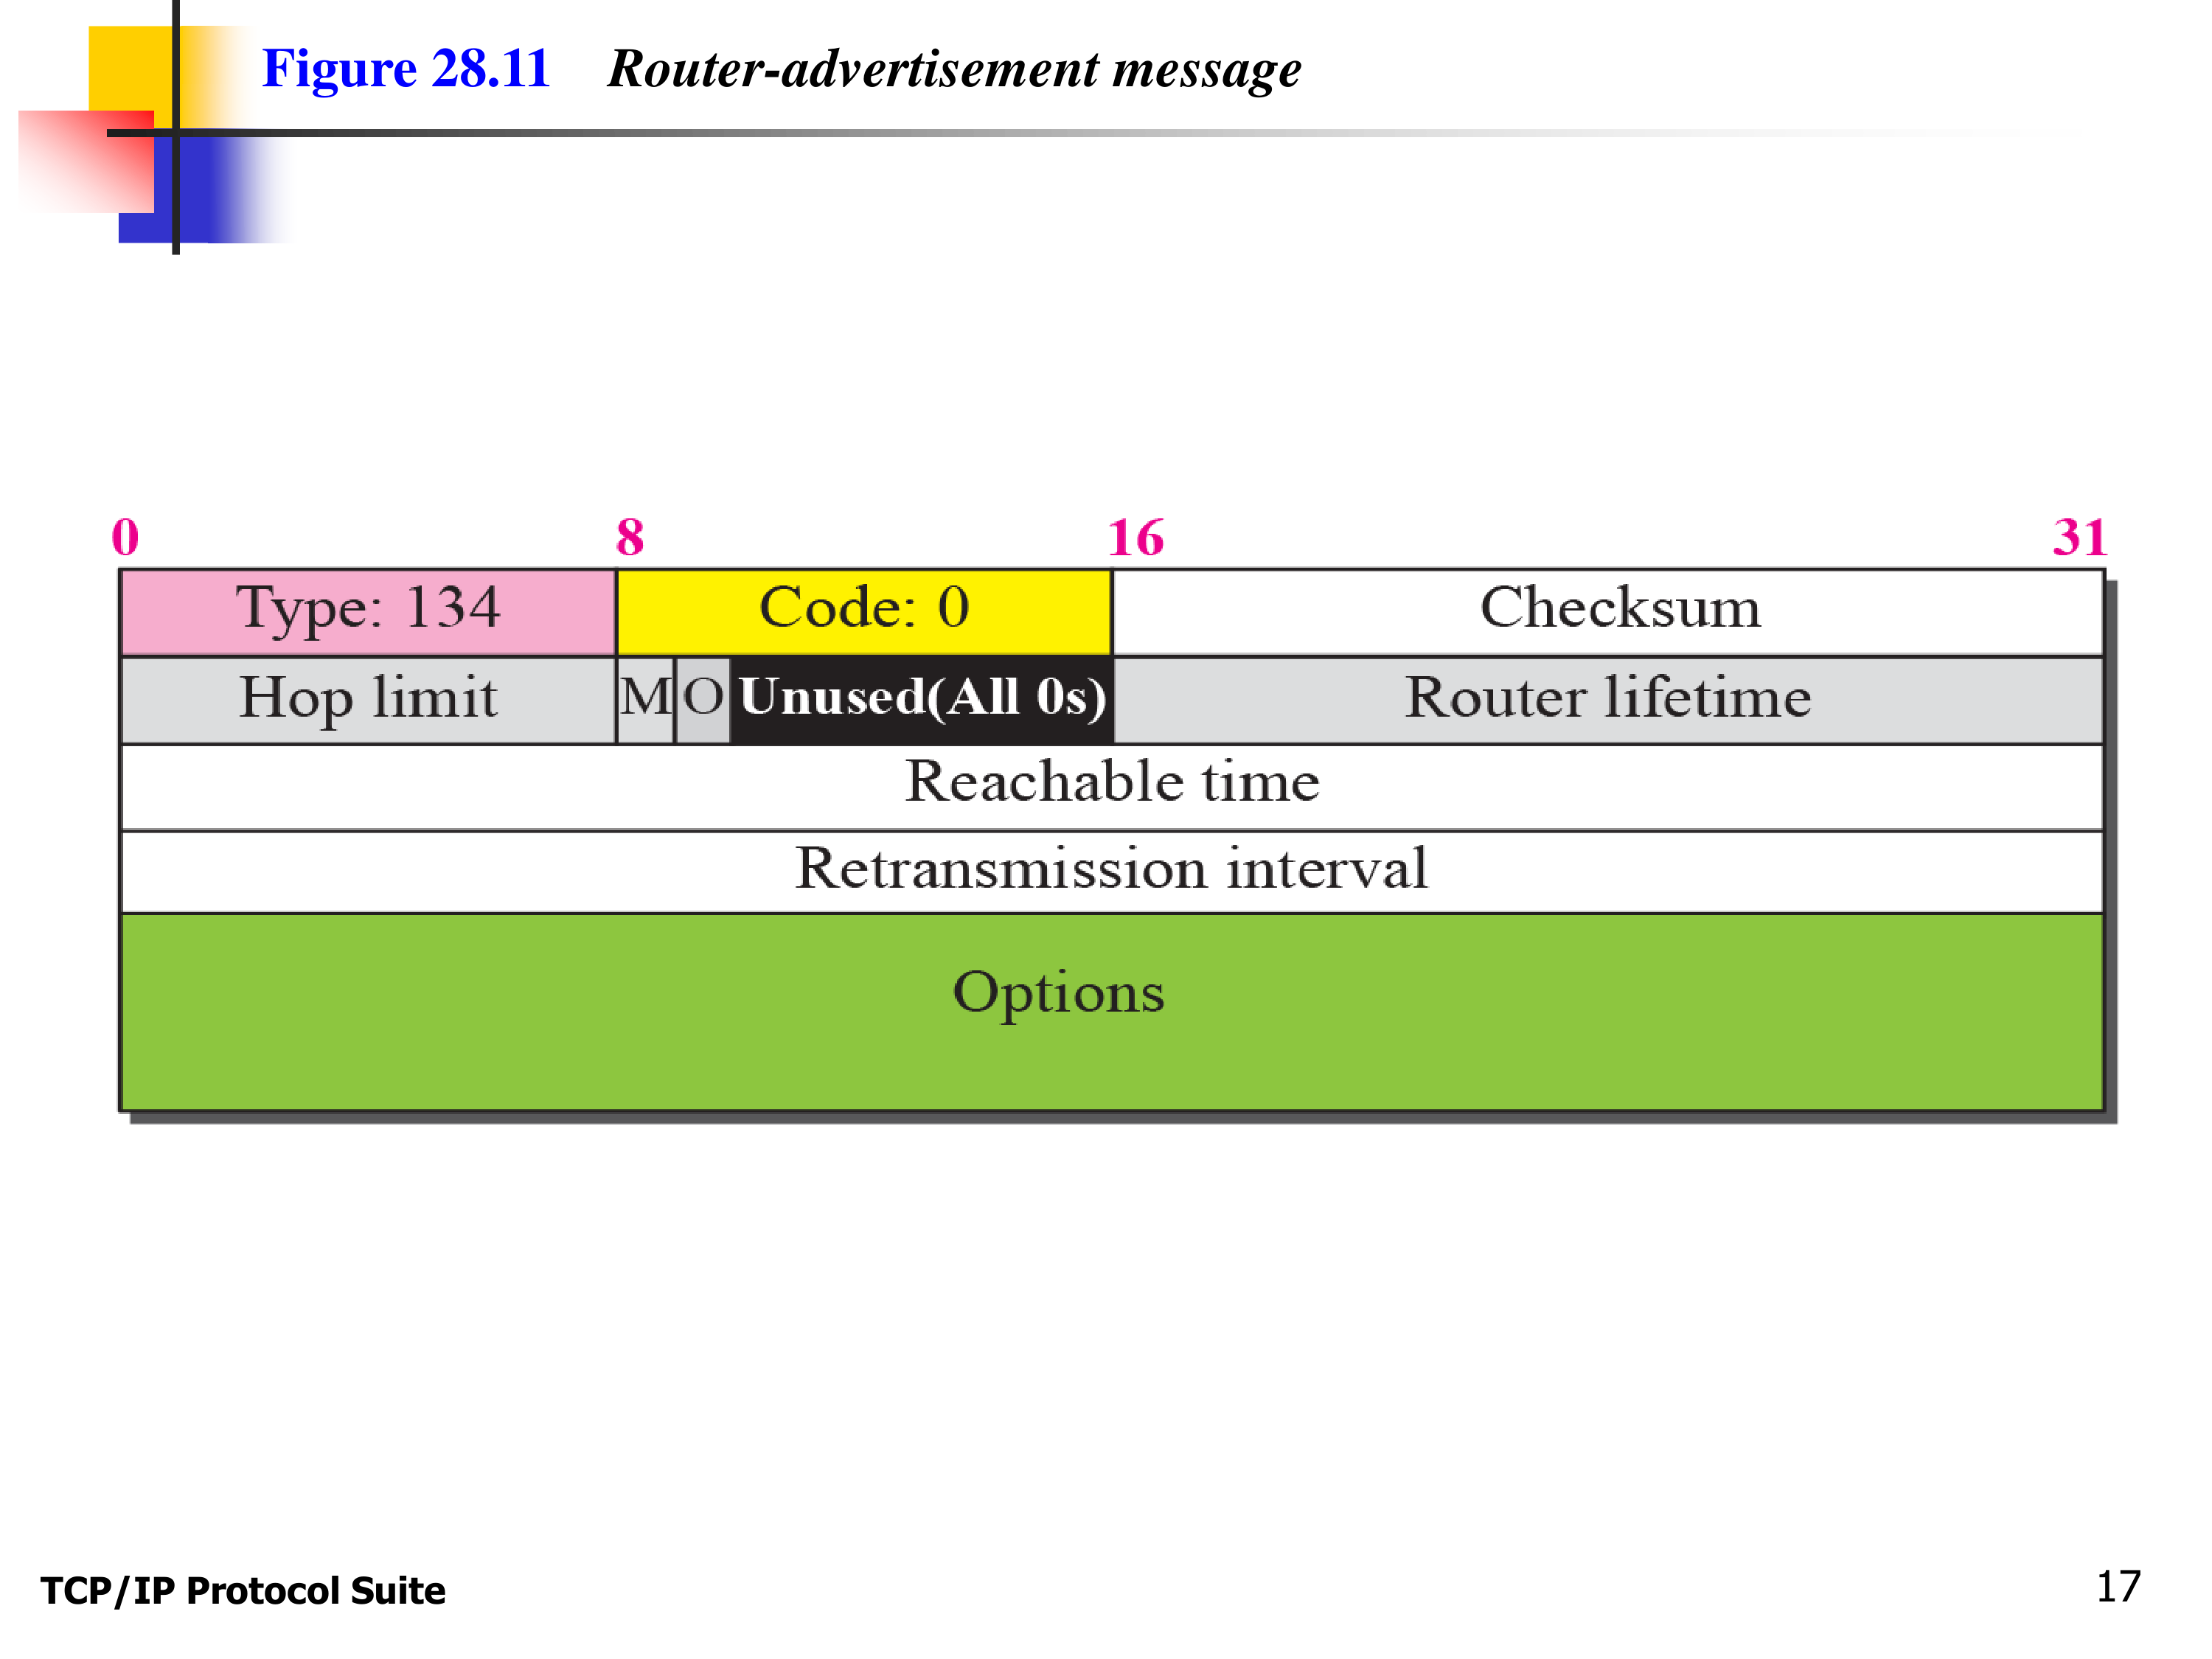 Figure 28.11 Router-advertisement message
0 8 16 31
Type: 134 Code: 0 Checksum
Hop limit M O Unused(All 0s) Router lifetime
Reachable time
Retransmission interval
Options
TCP/IP Protocol Suite 17